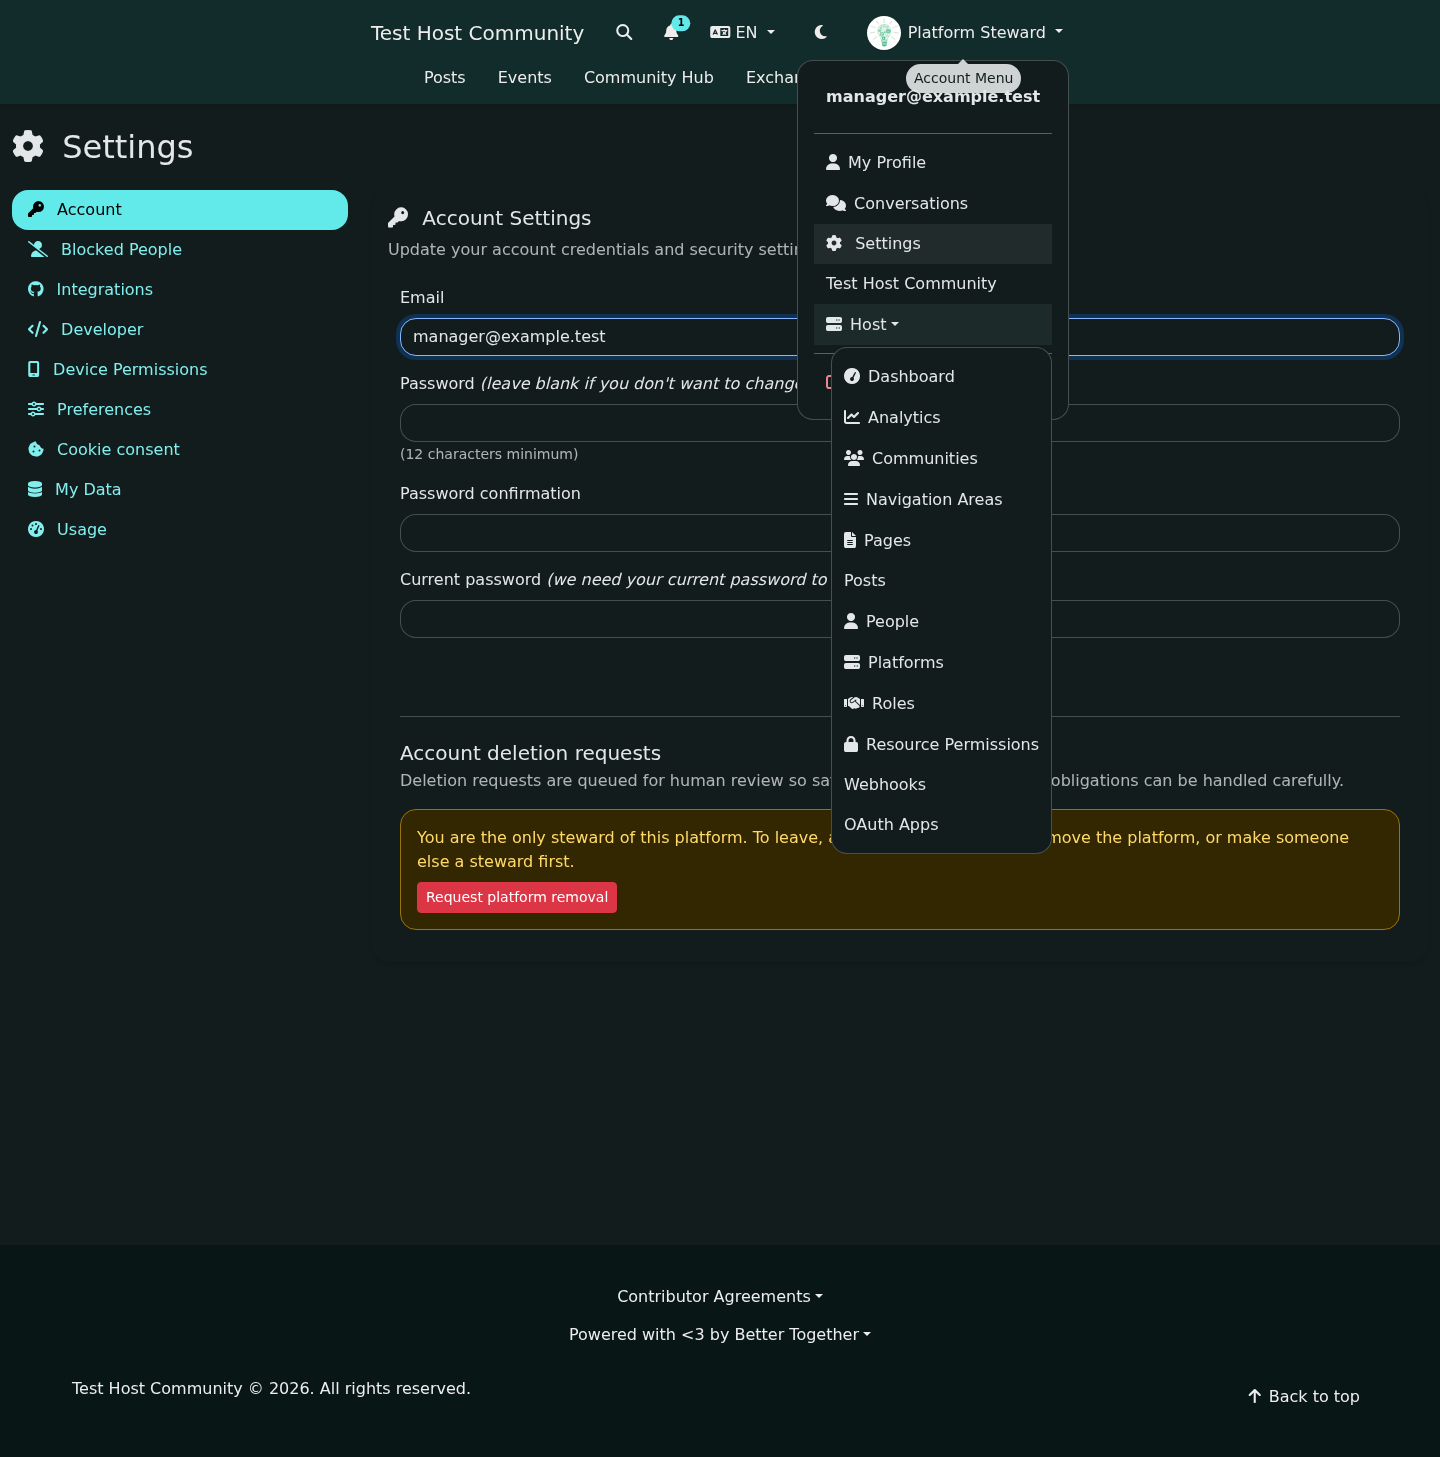 Test Host Community
1
EN
Platform Steward
Posts
Events
Community Hub
Account Menu
manager@example.test
Settings
My Profile
Conversations
Settings
Test Host Community
Host
Account
Blocked People
Integrations
Developer
Device Permissions
Preferences
Cookie consent
My Data
Usage
Account Settings
Update your account credentials and security
Email
manager@example.test
Password (leave blank if you don't want to change
(12 characters minimum)
Password confirmation
Current password (we need your current password to
Dashboard
Analytics
Communities
Navigation Areas
Pages
Posts
People
Platforms
Roles
Resource Permissions
Webhooks
OAuth Apps
Account deletion requests
Deletion requests are queued for human review so obligations can be handled carefully.
You are the only steward of this platform. To leave, the platform, or make someone
else a steward first.
Request platform removal
Contributor Agreements
Powered with <3 by Better Together
Test Host Community © 2026. All rights reserved.
Back to top